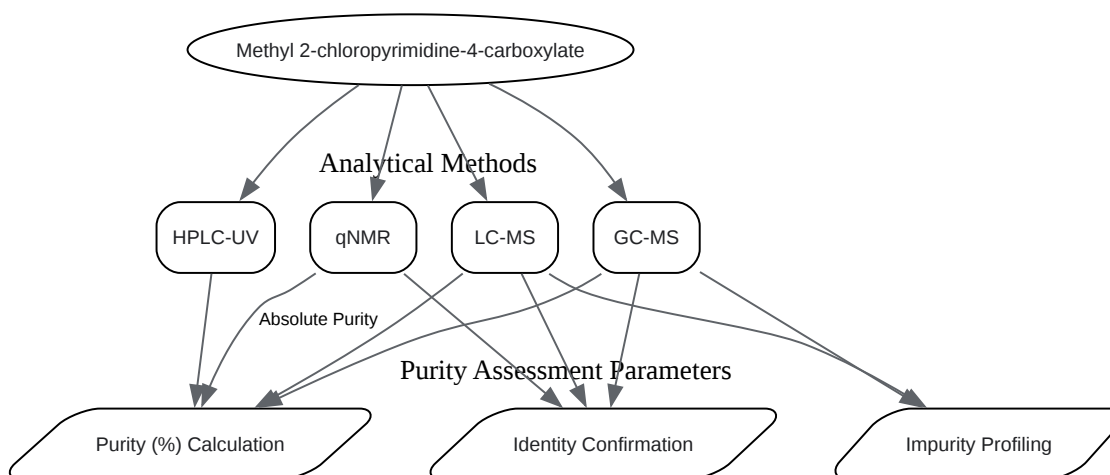 Methyl 2-chloropyrimidine-4-carboxylate
Analytical Methods
HPLC-UV
qNMR
LC-MS
GC-MS
Absolute Purity
Purity Assessment Parameters
Purity (%) Calculation
Identity Confirmation
Impurity Profiling